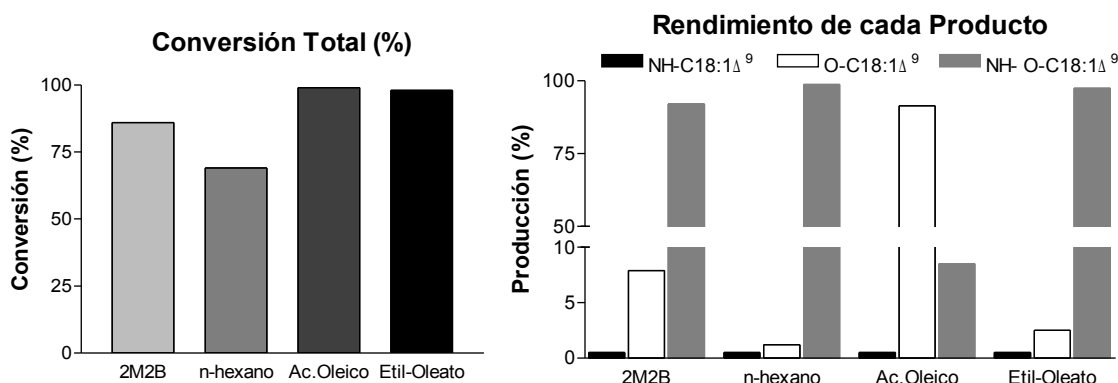 Conversión Total (%)
Conversión (%)
100
75
50
25
0
2M2B n-hexano Ac.Oleico Etil-Oleato
Rendimiento de cada Producto
NH-C18:1Δ⁹ O-C18:1Δ⁹ NH- O-C18:1Δ⁹
Producción (%)
100
50
10
5
0
2M2B n-hexano Ac.Oleico Etil-Oleato